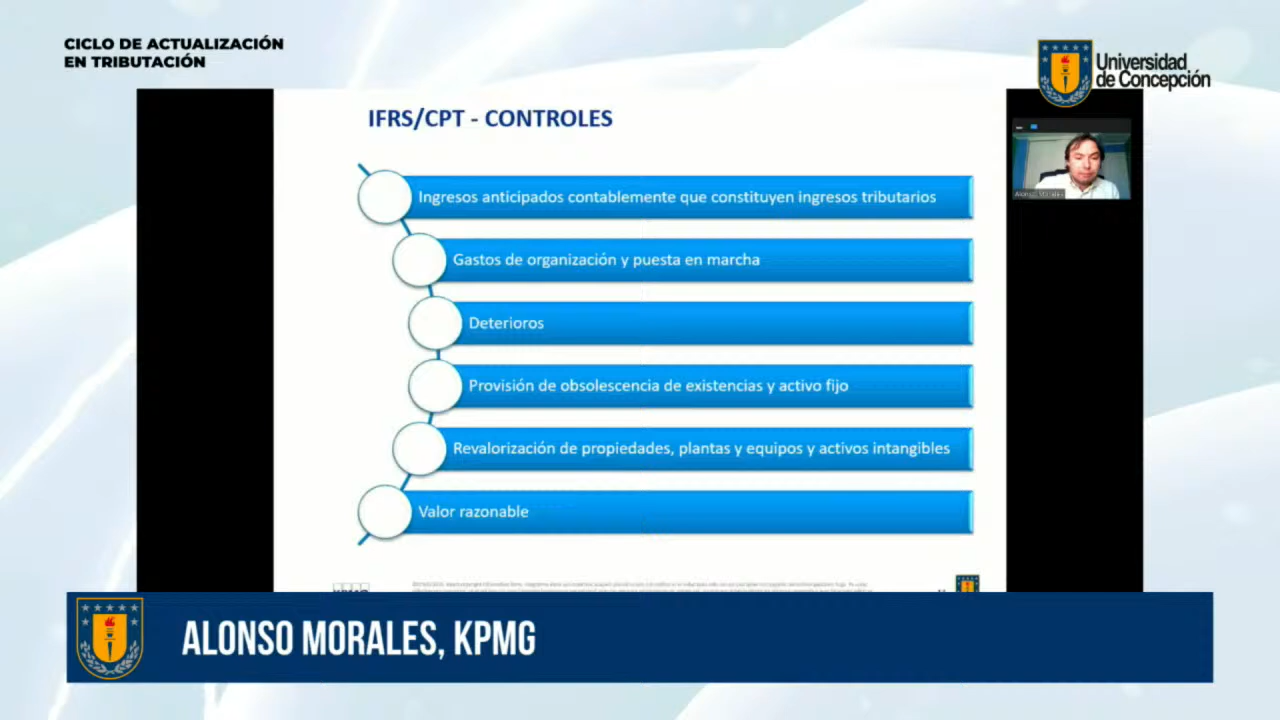 CICLO DE ACTUALIZACIÓN
EN TRIBUTACIÓN
Universidad
de Concepción
IFRS/CPT - CONTROLES
Alonso Morales
Ingresos anticipados contablemente que constituyen ingresos tributarios
Gastos de organización y puesta en marcha
Deterioros
Provisión de obsolescencia de existencias y activo fijo
Revalorización de propiedades, plantas y equipos y activos intangibles
Valor razonable
ALONSO MORALES, KPMG